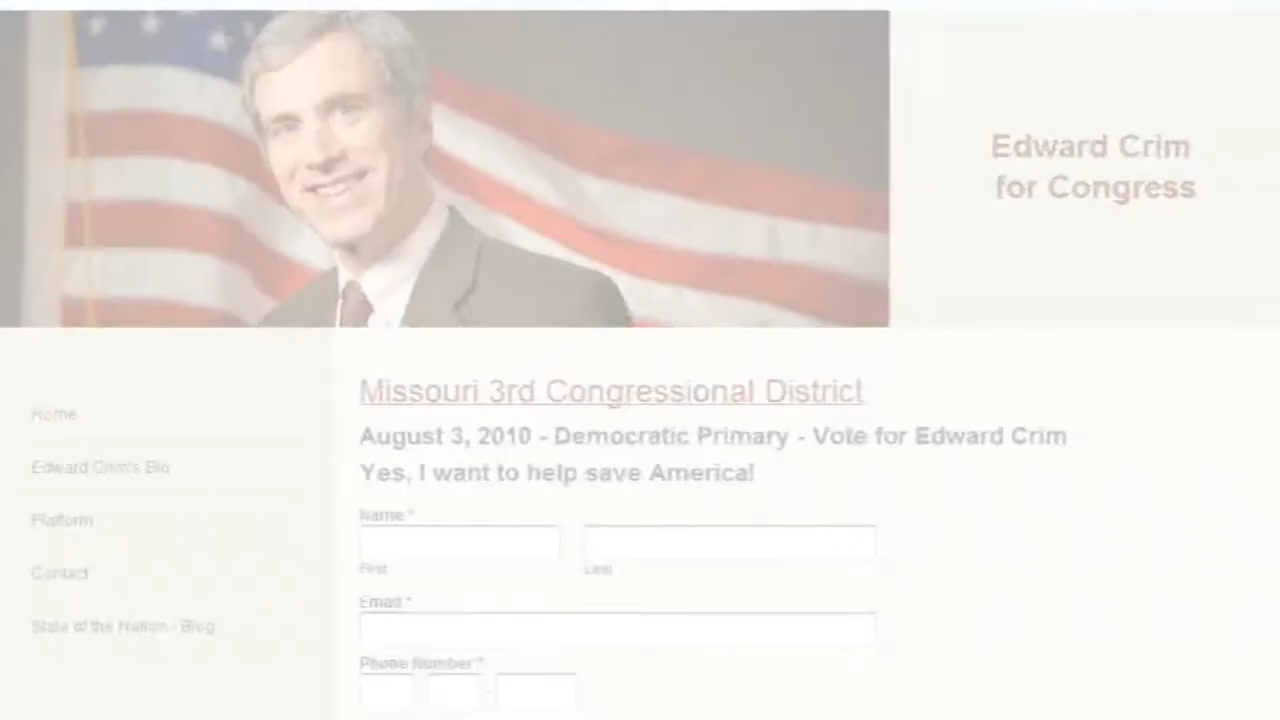 Edward Crim
for Congress
Missouri 3rd Congressional District
August 3, 2010 - Democratic Primary - Vote for Edward Crim
Yes, I want to help save America!
Home
Edward Crim's Bio
Platform
Contact
State of the Nation - Blog
Name *
First Last
Email *
Phone Number *
- -